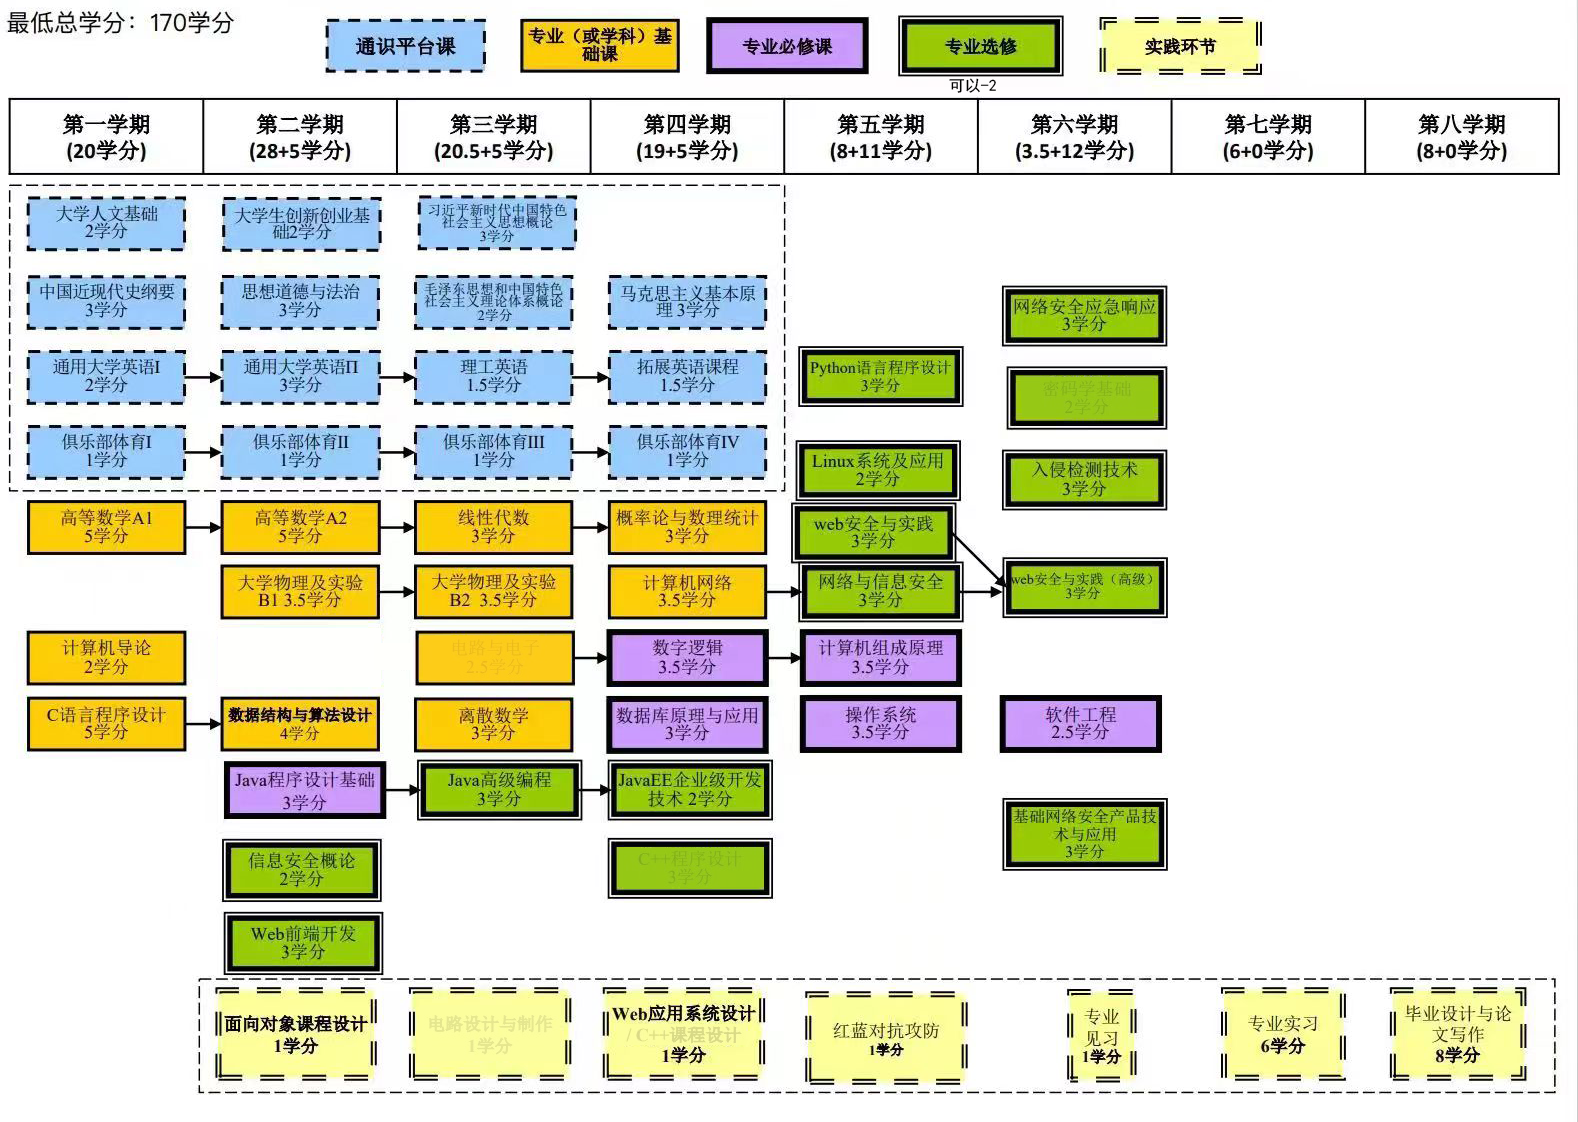 最低总学分：170学分
通识平台课
专业（或学科）基
础课
专业必修课
专业选修
可以-2
实践环节
第一学期
(20学分)
第二学期
(28+5学分)
第三学期
(20.5+5学分)
第四学期
(19+5学分)
第五学期
(8+11学分)
第六学期
(3.5+12学分)
第七学期
(6+0学分)
第八学期
(8+0学分)
大学人文基础
2学分
大学生创新创业基
础2学分
习近平新时代中国特色
社会主义思想概论
3学分
中国近现代史纲要
3学分
思想道德与法治
3学分
毛泽东思想和中国特色
社会主义理论体系概论
2学分
马克思主义基本原
理 3学分
网络安全应急响应
3学分
通用大学英语I
2学分
通用大学英语Π
3学分
理工英语
1.5学分
拓展英语课程
1.5学分
Python语言程序设计
3学分
密码学基础
2学分
俱乐部体育I
1学分
俱乐部体育II
1学分
俱乐部体育III
1学分
俱乐部体育IV
1学分
Linux系统及应用
2学分
入侵检测技术
3学分
高等数学A1
5学分
高等数学A2
5学分
线性代数
3学分
概率论与数理统计
3学分
web安全与实践
3学分
大学物理及实验
B1 3.5学分
大学物理及实验
B2 3.5学分
计算机网络
3.5学分
网络与信息安全
3学分
web安全与实践（高级）
3学分
计算机导论
2学分
电路与电子
2.5学分
数字逻辑
3.5学分
计算机组成原理
3.5学分
C语言程序设计
5学分
数据结构与算法设计
4学分
离散数学
3学分
数据库原理与应用
3学分
操作系统
3.5学分
软件工程
2.5学分
Java程序设计基础
3学分
Java高级编程
3学分
JavaEE企业级开发
技术 2学分
基础网络安全产品技
术与应用
3学分
信息安全概论
2学分
C++程序设计
3学分
Web前端开发
3学分
面向对象课程设计
1学分
电路设计与制作
1学分
Web应用系统设计
/ C++课程设计
1学分
红蓝对抗攻防
1学分
专业
见习
1学分
专业实习
6学分
毕业设计与论
文写作
8学分